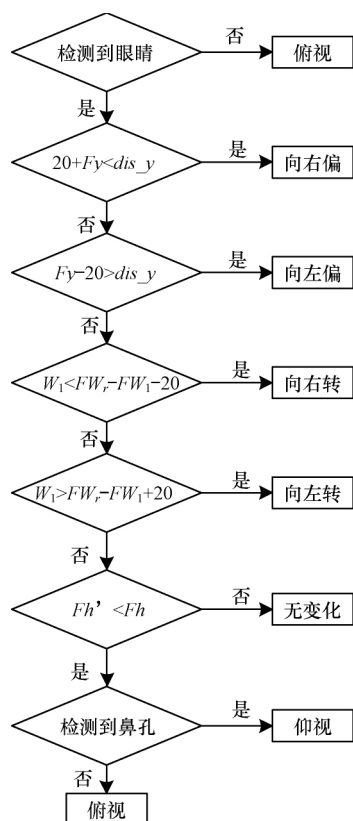 检测到眼睛
否
俯视
是
20+Fy<dis_y
是
向右偏
否
Fy−20>dis_y
是
向左偏
否
W₁<FWᵣ−FW₁−20
是
向右转
否
W₁>FWᵣ−FW₁+20
是
向左转
否
Fh’<Fh
否
无变化
是
检测到鼻孔
是
仰视
否
俯视